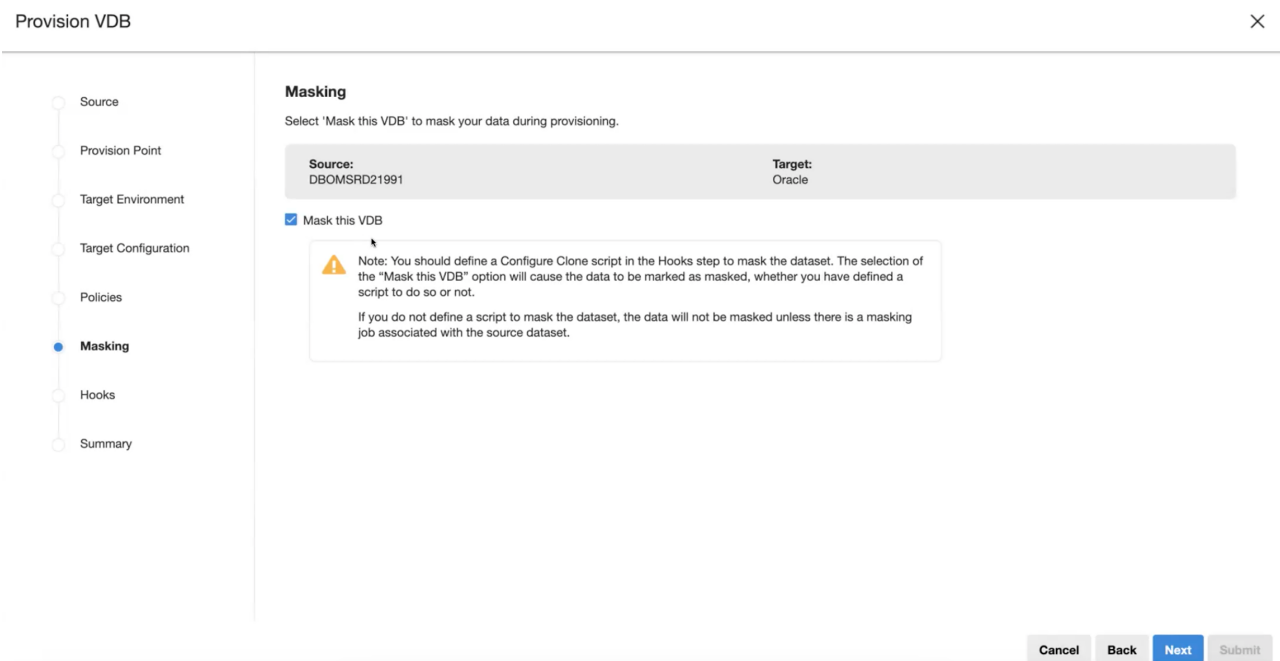 Provision VDB
Source
Provision Point
Target Environment
Target Configuration
Policies
Masking
Hooks
Summary
Masking
Select 'Mask this VDB' to mask your data during provisioning.
Source:
DBOMSRD21991
Target:
Oracle
Mask this VDB
Note: You should define a Configure Clone script in the Hooks step to mask the dataset. The selection of
the “Mask this VDB” option will cause the data to be marked as masked, whether you have defined a
script to do so or not.
If you do not define a script to mask the dataset, the data will not be masked unless there is a masking
job associated with the source dataset.
Cancel
Back
Next
Submit